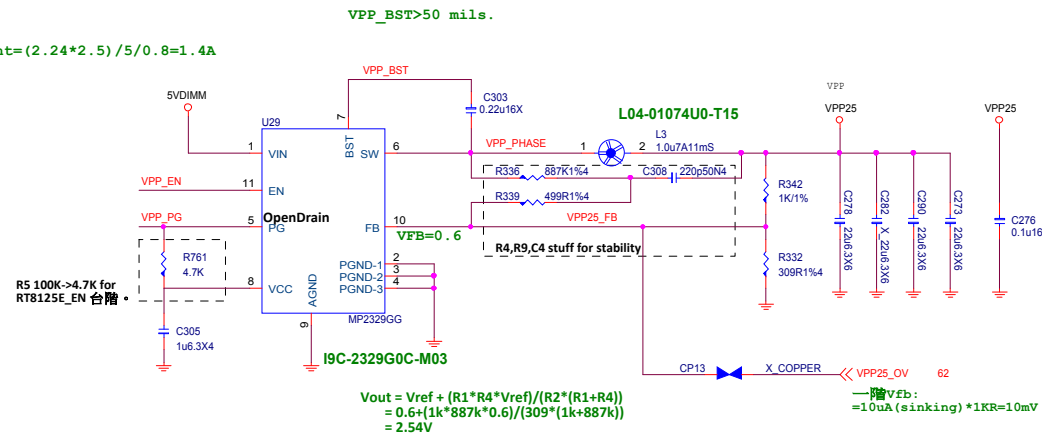 VPP_BST>50 mils.
nt=(2.24*2.5)/5/0.8=1.4A
VPP_BST
5VDIMM
C303
0.22u16X
L04-01074U0-T15
VPP
VPP25
VPP25
U29
7
BST
1
VIN
SW
6
VPP_PHASE
1
2
L3
1.0u7A11mS
VPP_EN
11
EN
R336
887K1%4
C308
220p50N4
R339
499R1%4
R342
1K/1%
C278
22u6.3X6
C282
X_22u6.3X6
C290
22u6.3X6
C273
22u6.3X6
C276
0.1u16
VPP_PG
5
PG
OpenDrain
FB
10
VPP25_FB
VFB=0.6
R4,R9,C4 stuff for stability
R332
309R1%4
R761
4.7K
R5 100K->4.7K for
RT8125E_EN 台階。
8
VCC
AGND
9
PGND-1
2
PGND-2
3
PGND-3
4
MP2329GG
C305
1u6.3X4
I9C-2329G0C-M03
CP13
X_COPPER
VPP25_OV
62
Vout = Vref + (R1*R4*Vref)/(R2*(R1+R4))
= 0.6+(1k*887k*0.6)/(309*(1k+887k))
= 2.54V
一階Vfb:
=10uA(sinking)*1KR=10mV